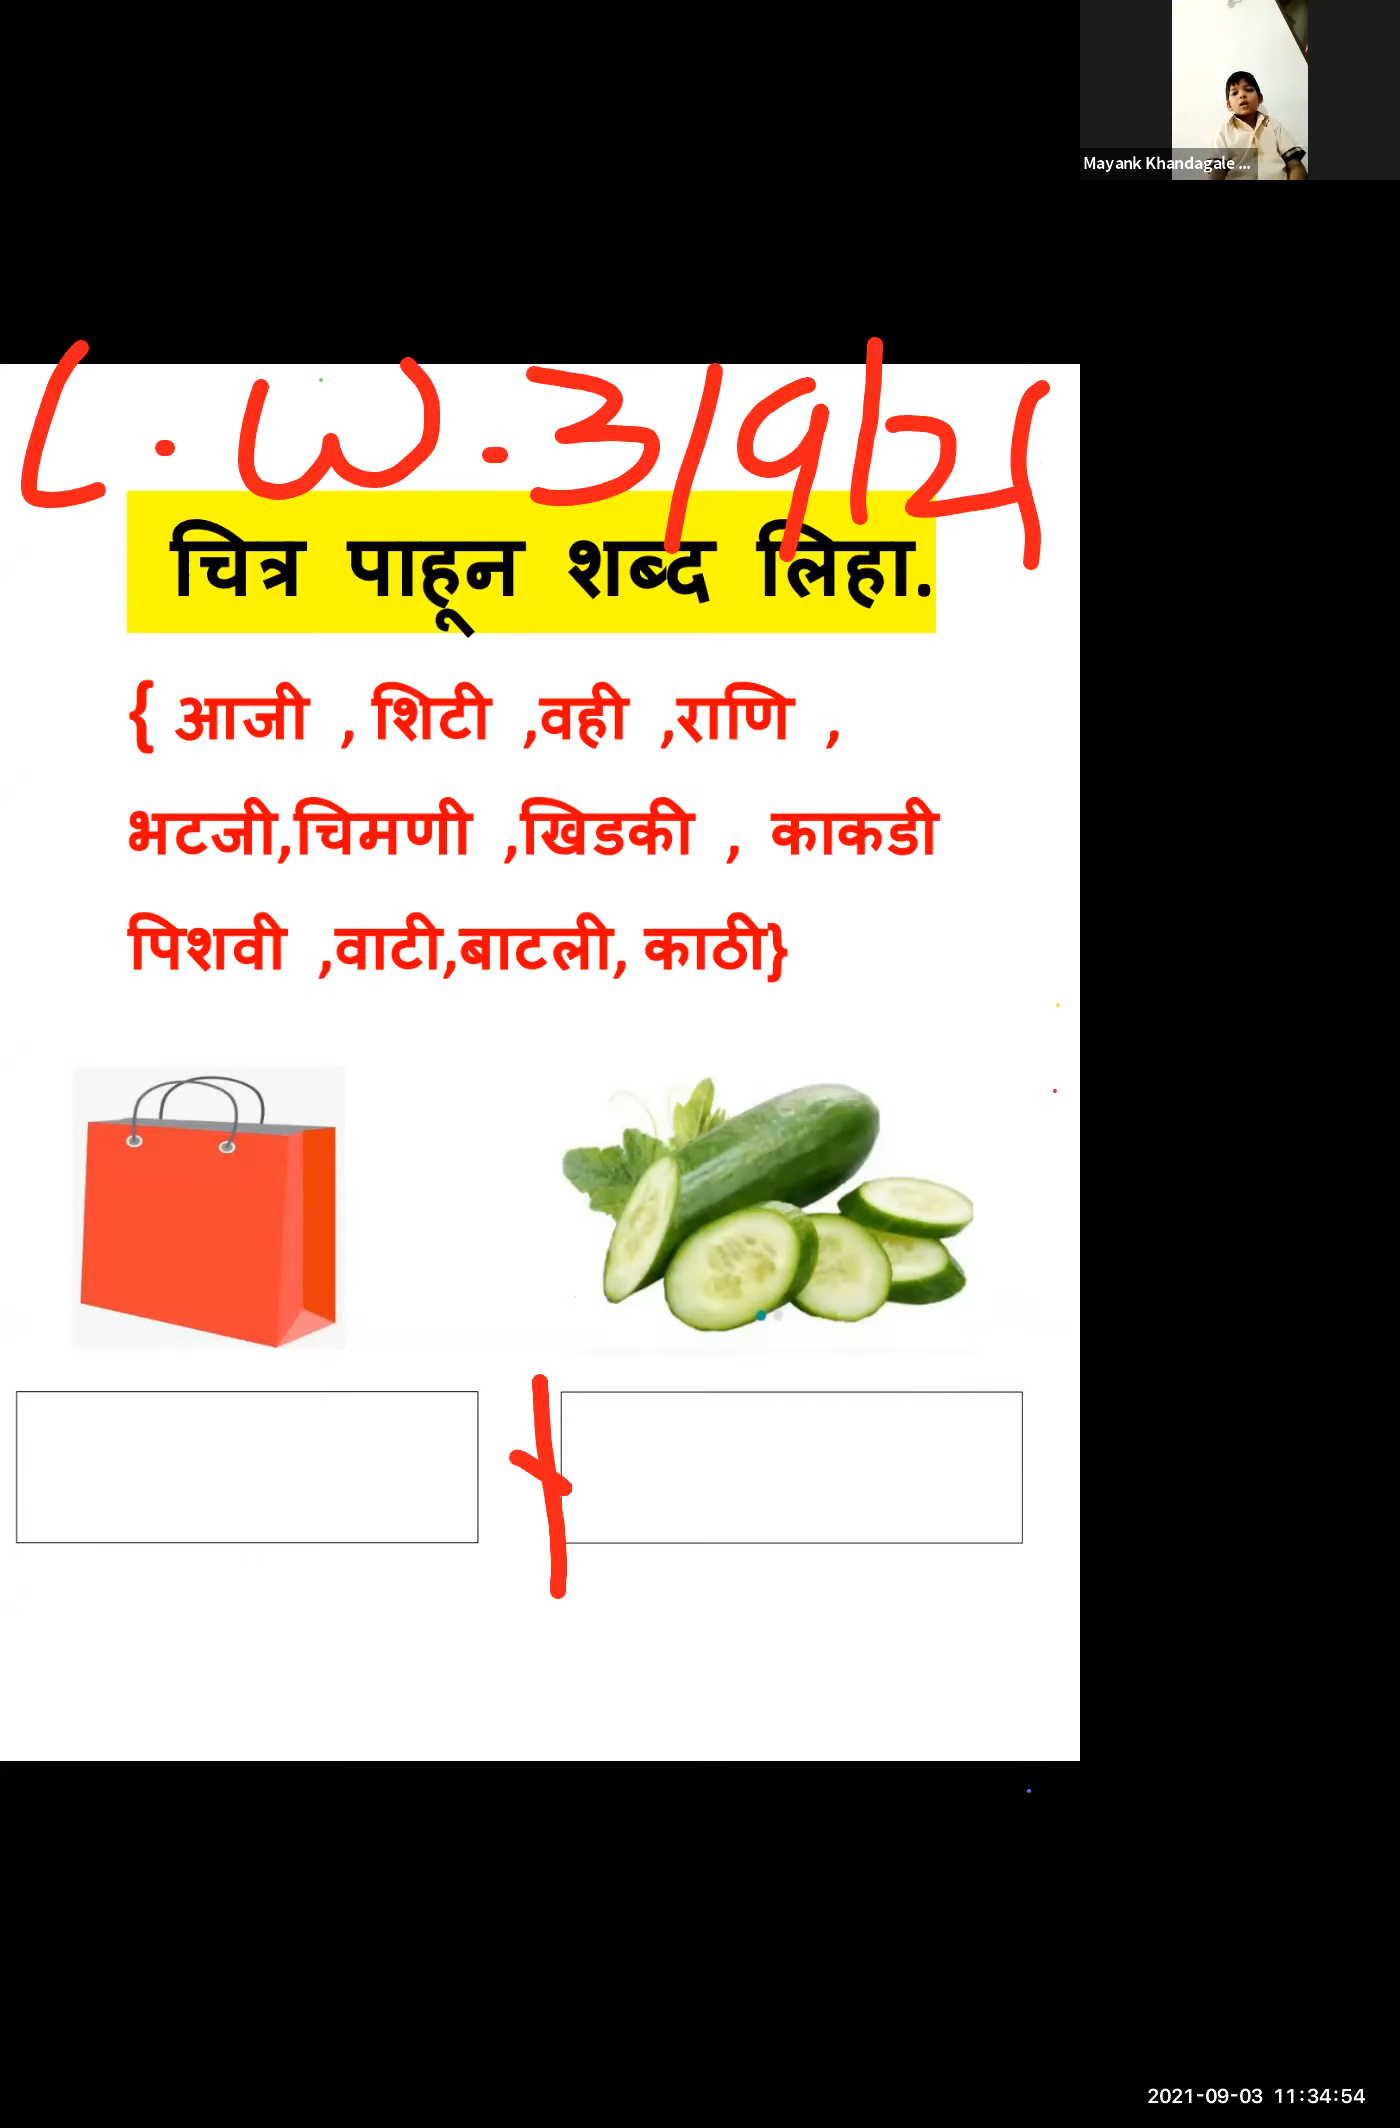 Mayank Khandagale ...
C.W.3/9/21
चित्र पाहून शब्द लिहा.
{ आजी , शिटी ,वही ,राणि ,
भटजी,चिमणी ,खिडकी , काकडी
पिशवी ,वाटी,बाटली, काठी}
2021-09-03 11:34:54